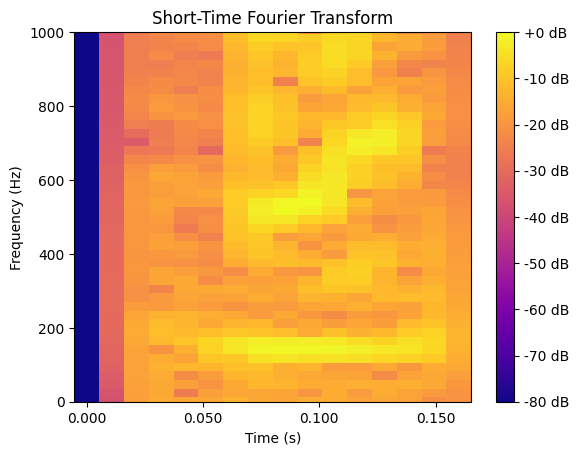 Short-Time Fourier Transform
1000
800
600
400
200
0
Frequency (Hz)
0.000
0.050
0.100
0.150
Time (s)
+0 dB
-10 dB
-20 dB
-30 dB
-40 dB
-50 dB
-60 dB
-70 dB
-80 dB